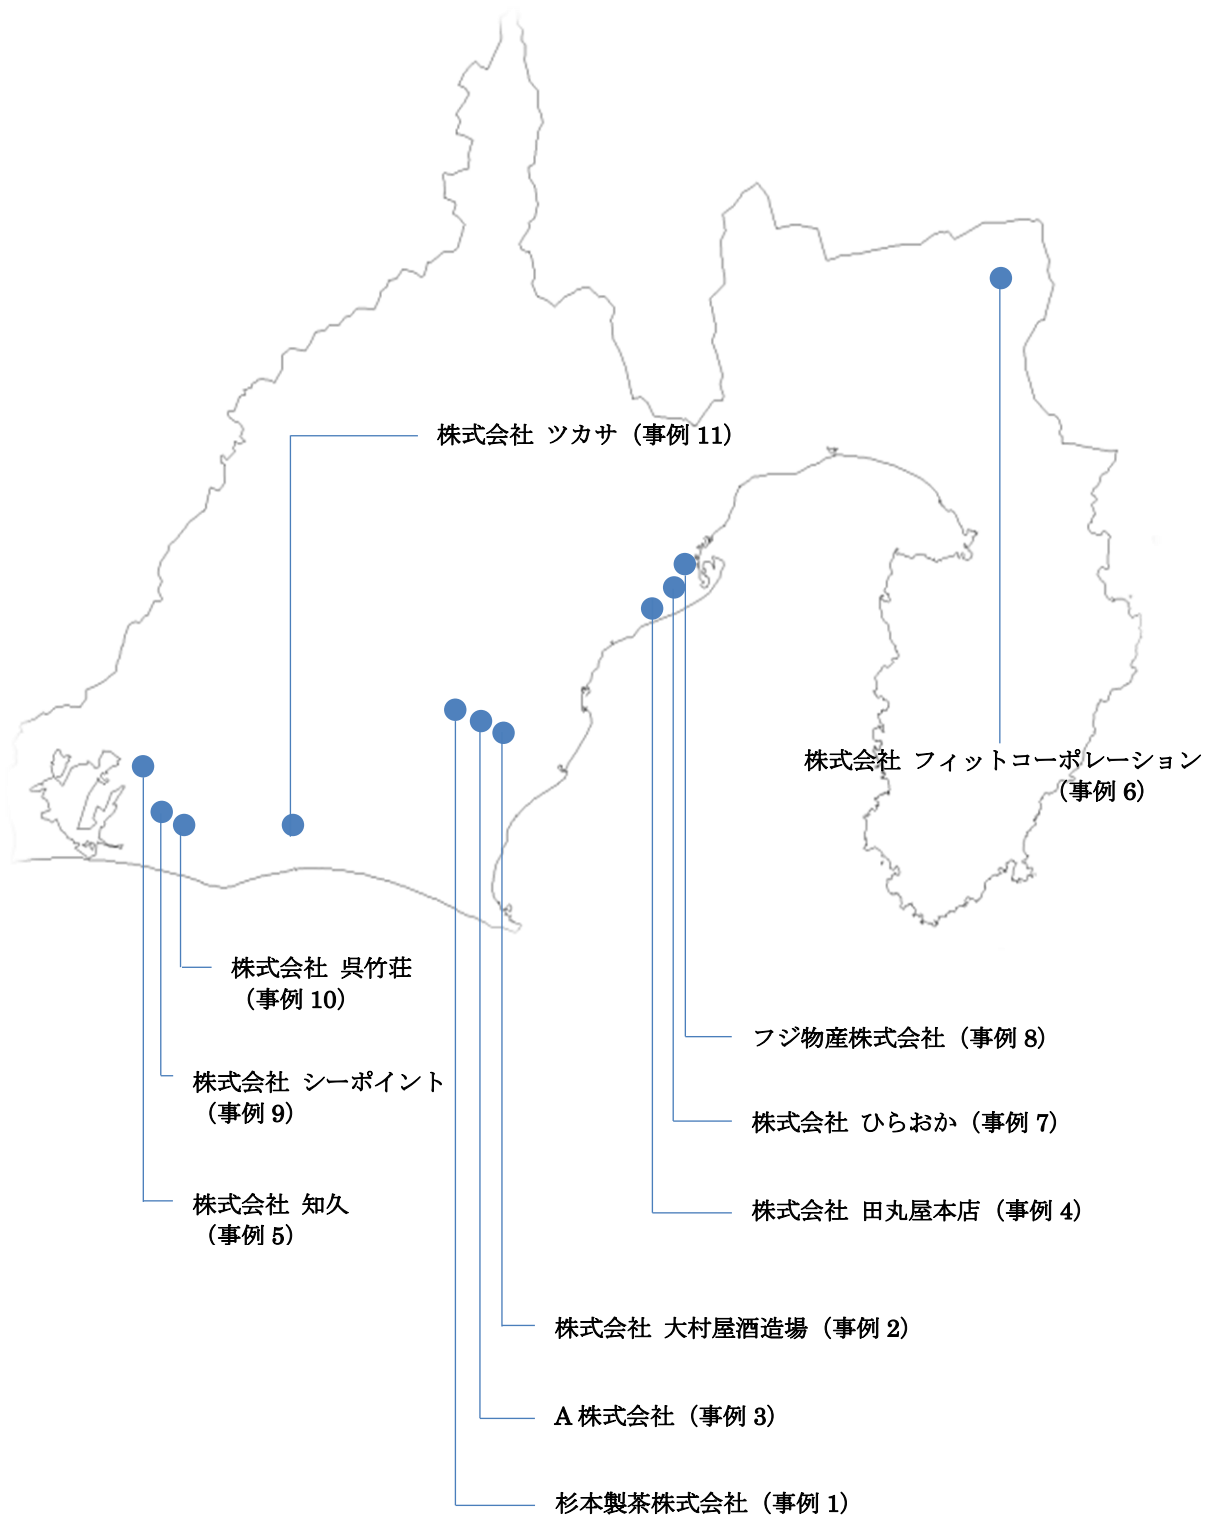 株式会社 ツカサ（事例 11）
株式会社 フィットコーポレーション
（事例 6）
株式会社 呉竹荘
（事例 10）
フジ物産株式会社（事例 8）
株式会社 シーポイント
（事例 9）
株式会社 ひらおか（事例 7）
株式会社 知久
（事例 5）
株式会社 田丸屋本店（事例 4）
株式会社 大村屋酒造場（事例 2）
A 株式会社（事例 3）
杉本製茶株式会社（事例 1）